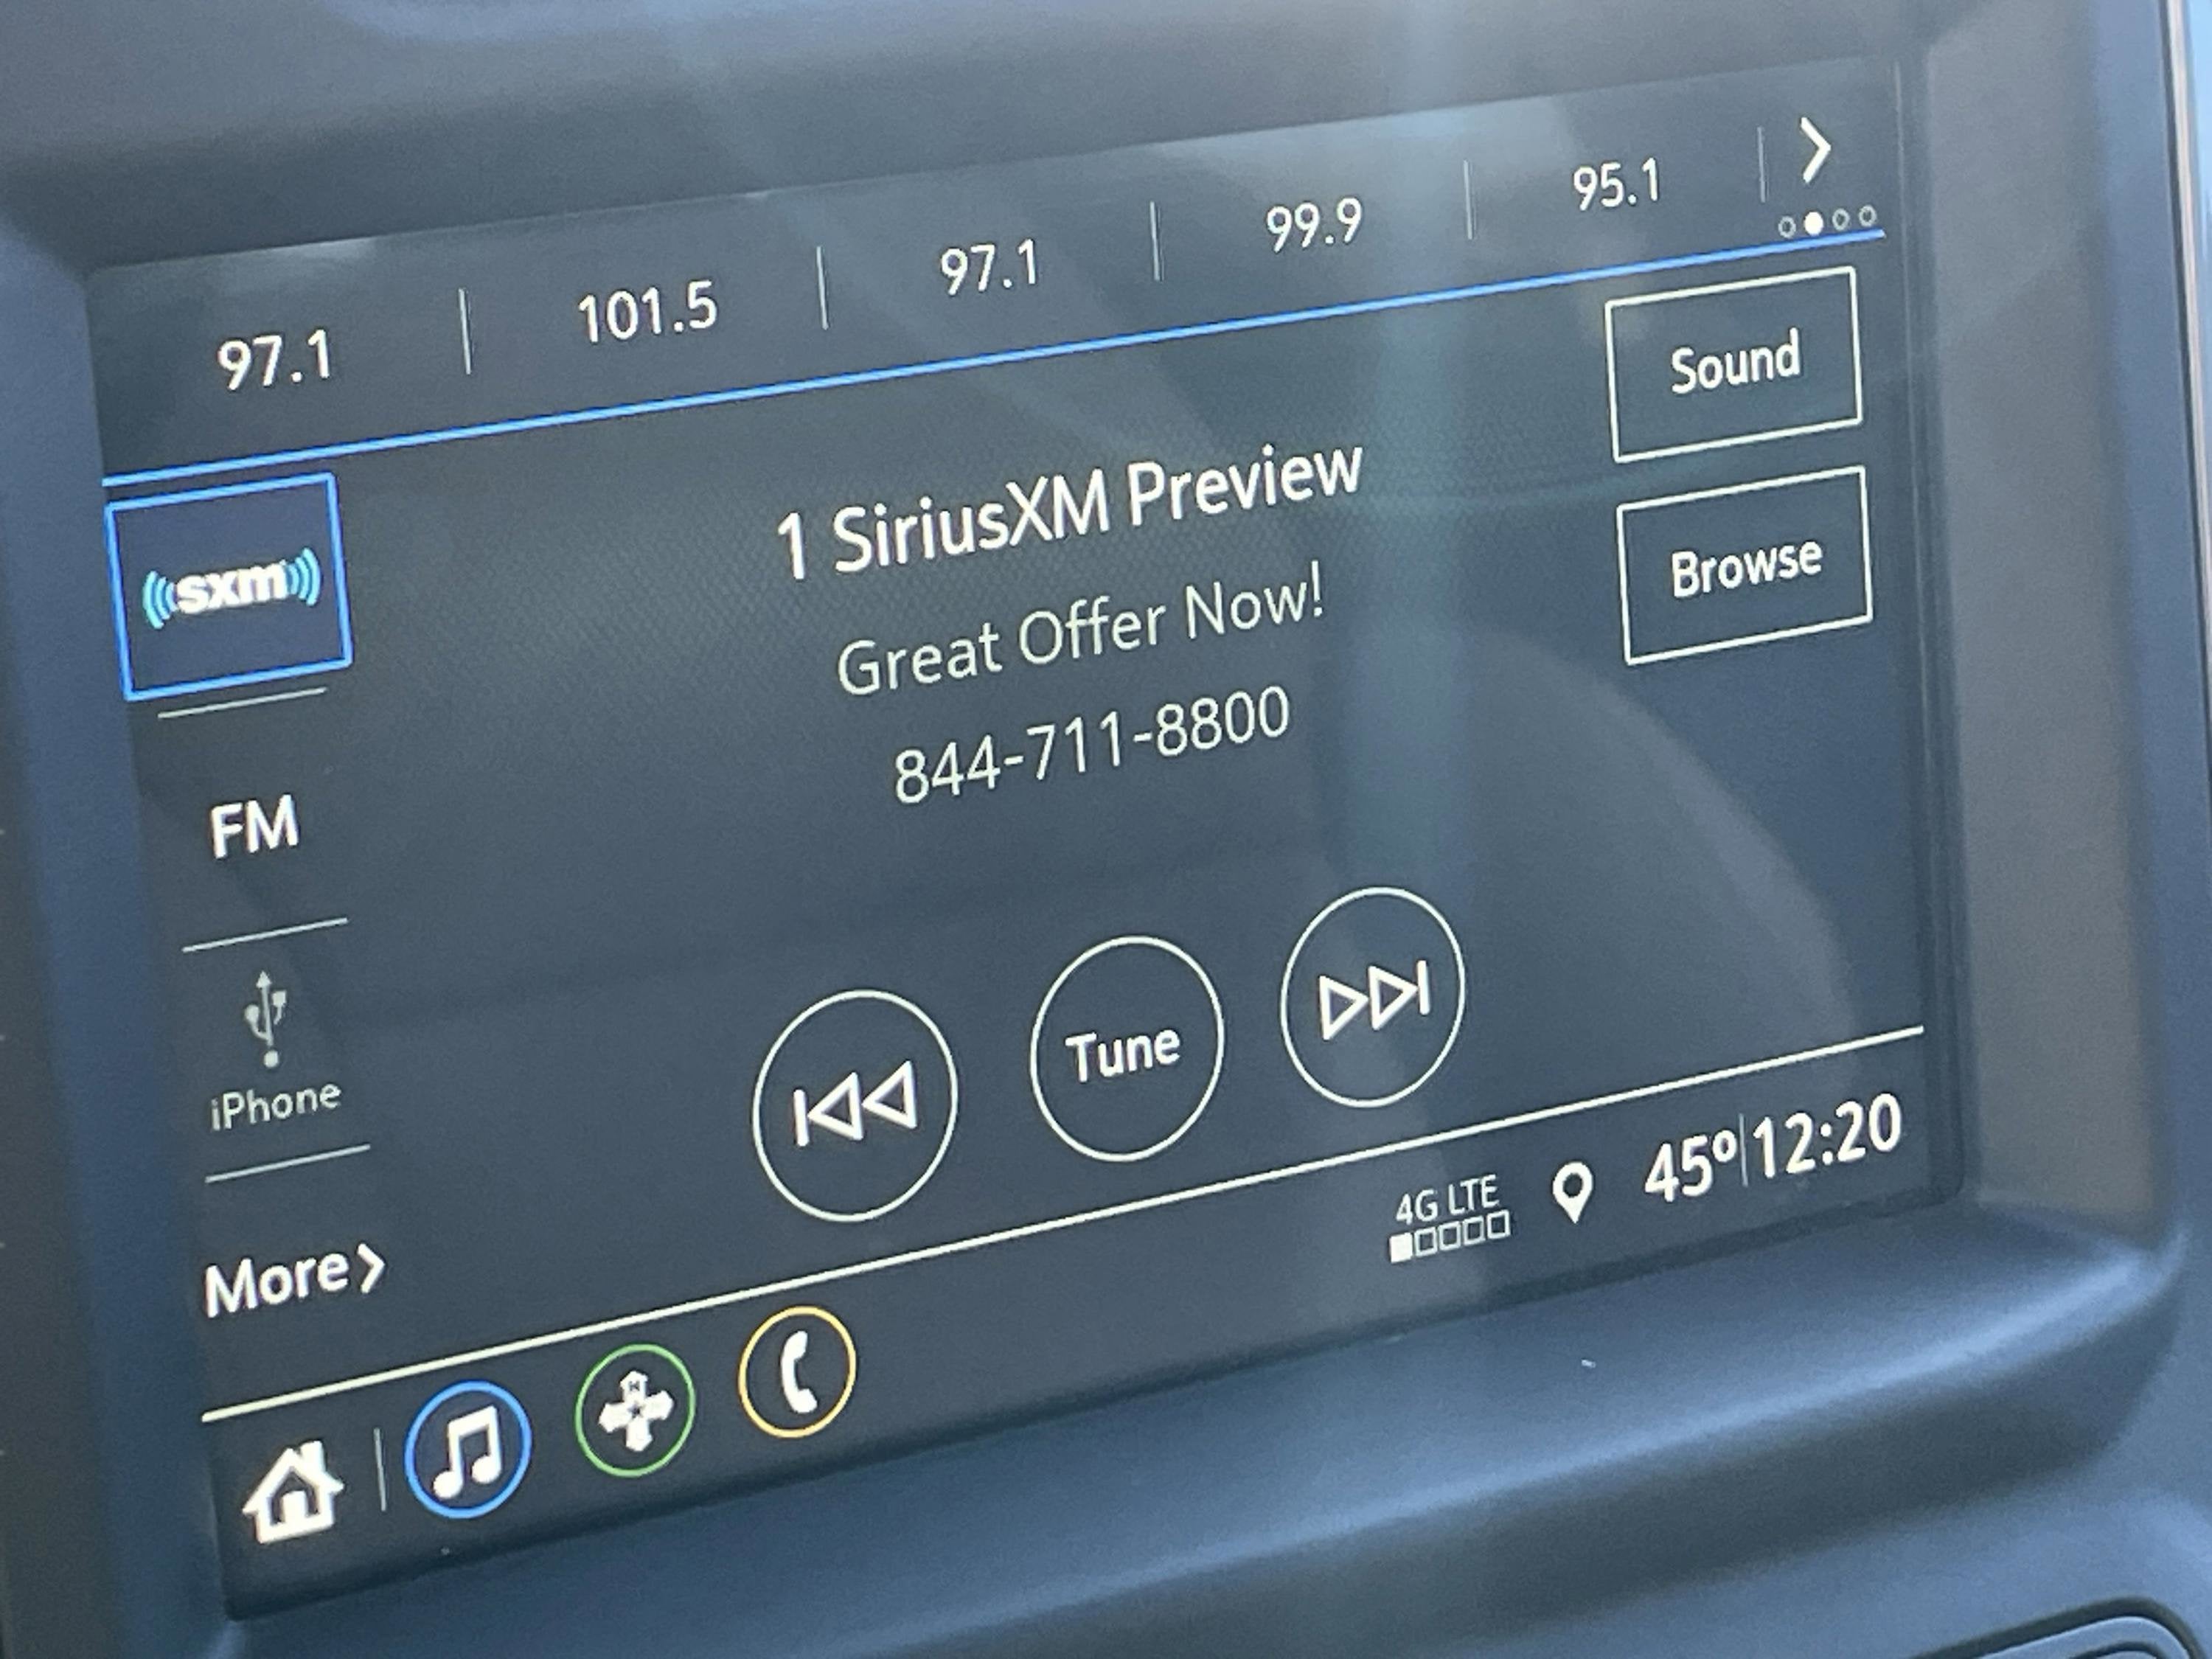 97.1 | 101.5 | 97.1 | 99.9 | 95.1
sxm
FM
iPhone
More
1 SiriusXM Preview
Great Offer Now!
844-711-8800
Sound
Browse
Tune
4G LTE
45° 12:20